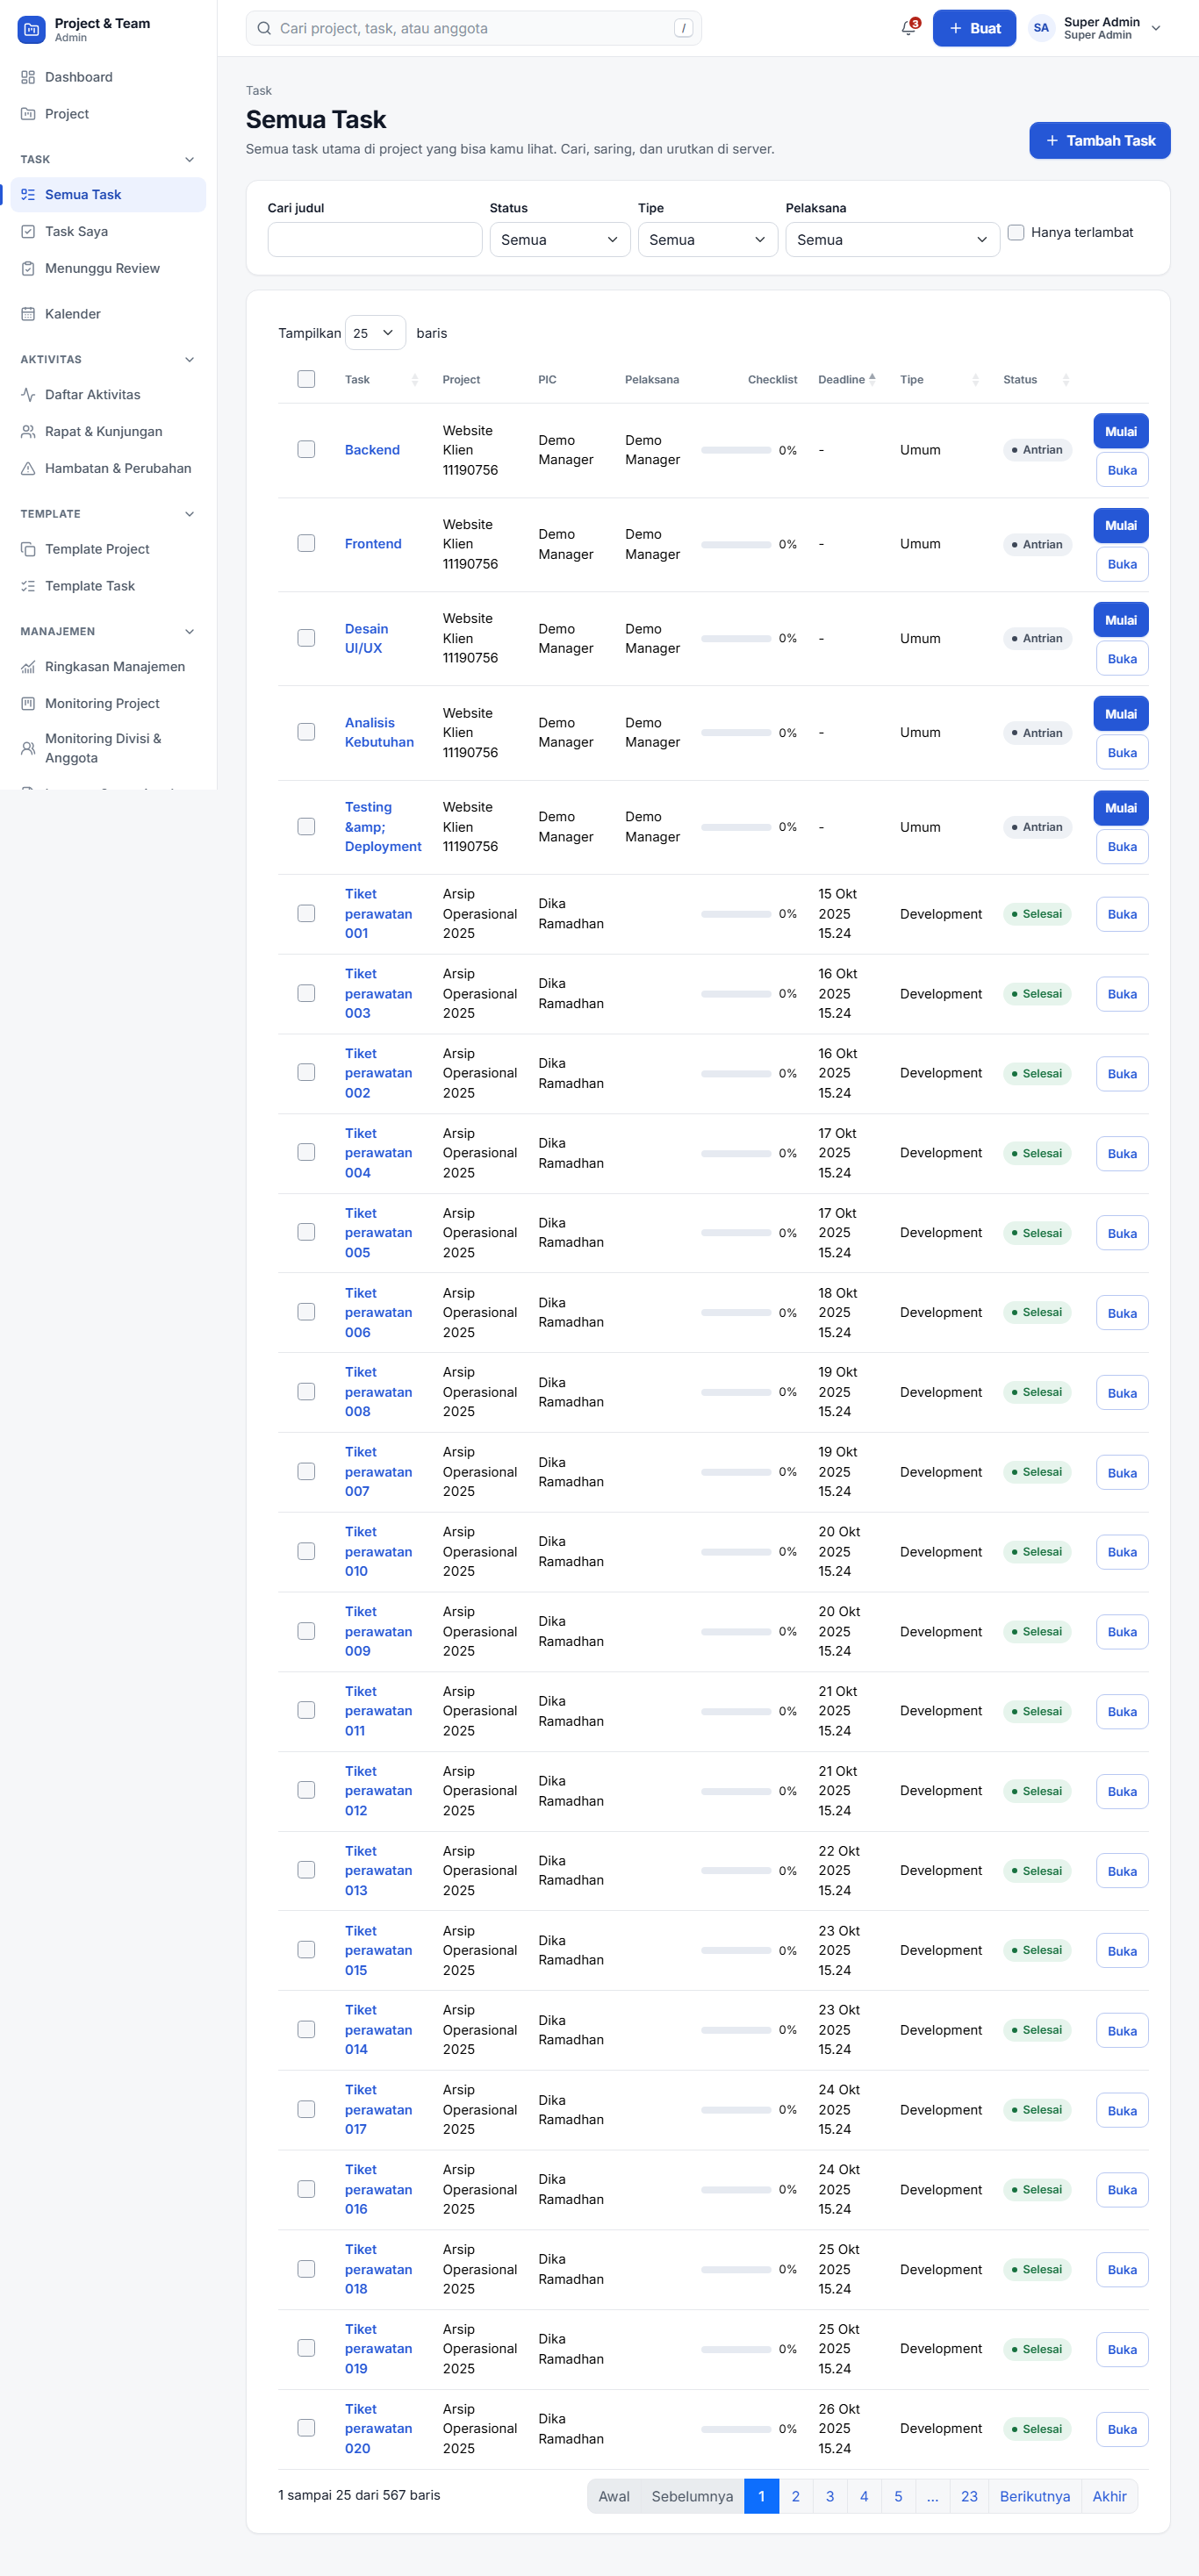 Project & Team
Admin
Cari project, task, atau anggota
/
3
+ Buat
SA
Super Admin
Super Admin
Dashboard
Project
TASK
Semua Task
Task Saya
Menunggu Review
Kalender
AKTIVITAS
Daftar Aktivitas
Rapat & Kunjungan
Hambatan & Perubahan
TEMPLATE
Template Project
Template Task
MANAJEMEN
Ringkasan Manajemen
Monitoring Project
Monitoring Divisi &
Anggota
Task
Semua Task
Semua task utama di project yang bisa kamu lihat. Cari, saring, dan urutkan di server.
+ Tambah Task
Cari judul
Status
Tipe
Pelaksana
Semua
Semua
Semua
Hanya terlambat
Tampilkan 25 baris
Task Project PIC Pelaksana Checklist Deadline Tipe Status
Backend Website Klien 11190756 Demo Manager Demo Manager 0% - Umum Antrian Mulai Buka
Frontend Website Klien 11190756 Demo Manager Demo Manager 0% - Umum Antrian Mulai Buka
Desain UI/UX Website Klien 11190756 Demo Manager Demo Manager 0% - Umum Antrian Mulai Buka
Analisis Kebutuhan Website Klien 11190756 Demo Manager Demo Manager 0% - Umum Antrian Mulai Buka
Testing &amp;amp; Deployment Website Klien 11190756 Demo Manager Demo Manager 0% - Umum Antrian Mulai Buka
Tiket perawatan 001 Arsip Operasional 2025 Dika Ramadhan 0% 15 Okt 2025 15.24 Development Selesai Buka
Tiket perawatan 003 Arsip Operasional 2025 Dika Ramadhan 0% 16 Okt 2025 15.24 Development Selesai Buka
Tiket perawatan 002 Arsip Operasional 2025 Dika Ramadhan 0% 16 Okt 2025 15.24 Development Selesai Buka
Tiket perawatan 004 Arsip Operasional 2025 Dika Ramadhan 0% 17 Okt 2025 15.24 Development Selesai Buka
Tiket perawatan 005 Arsip Operasional 2025 Dika Ramadhan 0% 17 Okt 2025 15.24 Development Selesai Buka
Tiket perawatan 006 Arsip Operasional 2025 Dika Ramadhan 0% 18 Okt 2025 15.24 Development Selesai Buka
Tiket perawatan 008 Arsip Operasional 2025 Dika Ramadhan 0% 19 Okt 2025 15.24 Development Selesai Buka
Tiket perawatan 007 Arsip Operasional 2025 Dika Ramadhan 0% 19 Okt 2025 15.24 Development Selesai Buka
Tiket perawatan 010 Arsip Operasional 2025 Dika Ramadhan 0% 20 Okt 2025 15.24 Development Selesai Buka
Tiket perawatan 009 Arsip Operasional 2025 Dika Ramadhan 0% 20 Okt 2025 15.24 Development Selesai Buka
Tiket perawatan 011 Arsip Operasional 2025 Dika Ramadhan 0% 21 Okt 2025 15.24 Development Selesai Buka
Tiket perawatan 012 Arsip Operasional 2025 Dika Ramadhan 0% 21 Okt 2025 15.24 Development Selesai Buka
Tiket perawatan 013 Arsip Operasional 2025 Dika Ramadhan 0% 22 Okt 2025 15.24 Development Selesai Buka
Tiket perawatan 015 Arsip Operasional 2025 Dika Ramadhan 0% 23 Okt 2025 15.24 Development Selesai Buka
Tiket perawatan 014 Arsip Operasional 2025 Dika Ramadhan 0% 23 Okt 2025 15.24 Development Selesai Buka
Tiket perawatan 017 Arsip Operasional 2025 Dika Ramadhan 0% 24 Okt 2025 15.24 Development Selesai Buka
Tiket perawatan 016 Arsip Operasional 2025 Dika Ramadhan 0% 24 Okt 2025 15.24 Development Selesai Buka
Tiket perawatan 018 Arsip Operasional 2025 Dika Ramadhan 0% 25 Okt 2025 15.24 Development Selesai Buka
Tiket perawatan 019 Arsip Operasional 2025 Dika Ramadhan 0% 25 Okt 2025 15.24 Development Selesai Buka
Tiket perawatan 020 Arsip Operasional 2025 Dika Ramadhan 0% 26 Okt 2025 15.24 Development Selesai Buka
1 sampai 25 dari 567 baris
Awal Sebelumnya 1 2 3 4 5 ... 23 Berikutnya Akhir